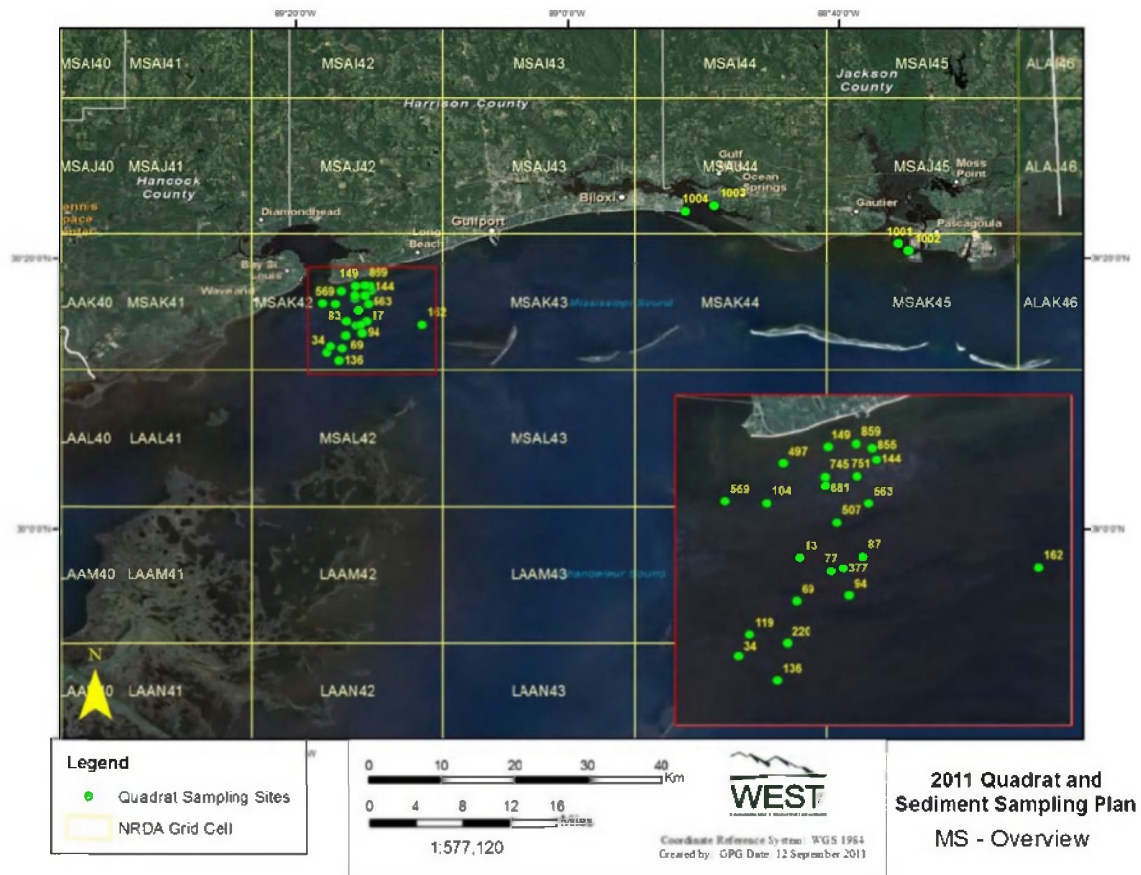 89°20'0"W 89°0'0"W 88°40'0"W
MSAI40 MSAI41 MSAI42 MSAI43 MSAI44 MSAI45 ALAI46
Jackson County
Harrison County
MSAJ40 MSAJ41 MSAJ42 MSAJ43 MSAJ44 MSAJ45 ALAJ46
Hancock County
Gulf
Ocean Springs
Moss Point
Diamondhead
Gulfport
Biloxi
1004 1003
Gautier
Pascagoula
Long Beach
1001 1002
Bay St. Louis
Waveland
30°0'0"N
LAAK40 MSAK41 MSAK42 MSAK43 MSAK44 MSAK45 ALAK46
Mississippi Sound
149 859
569 144
563
83 87
162
94
34 69
136
LAAL40 LAAL41 MSAL42 MSAL43
149 859
855
497 144
745 751
681
569 104 563
507
13 87
77 377 162
69 94
119 220
34
136
LAAM40 LAAM41 LAAM42 LAAM43
Sound
LAAN41 LAAN42 LAAN43
N
Legend
Quadrat Sampling Sites
NRDA Grid Cell
0 10 20 30 40
Km
0 4 8 12 16
Miles
1:577,120
WEST
Coordinate Reference System: WGS 1984
Created by: GPG Date: 12 September 2011
2011 Quadrat and
Sediment Sampling Plan
MS - Overview